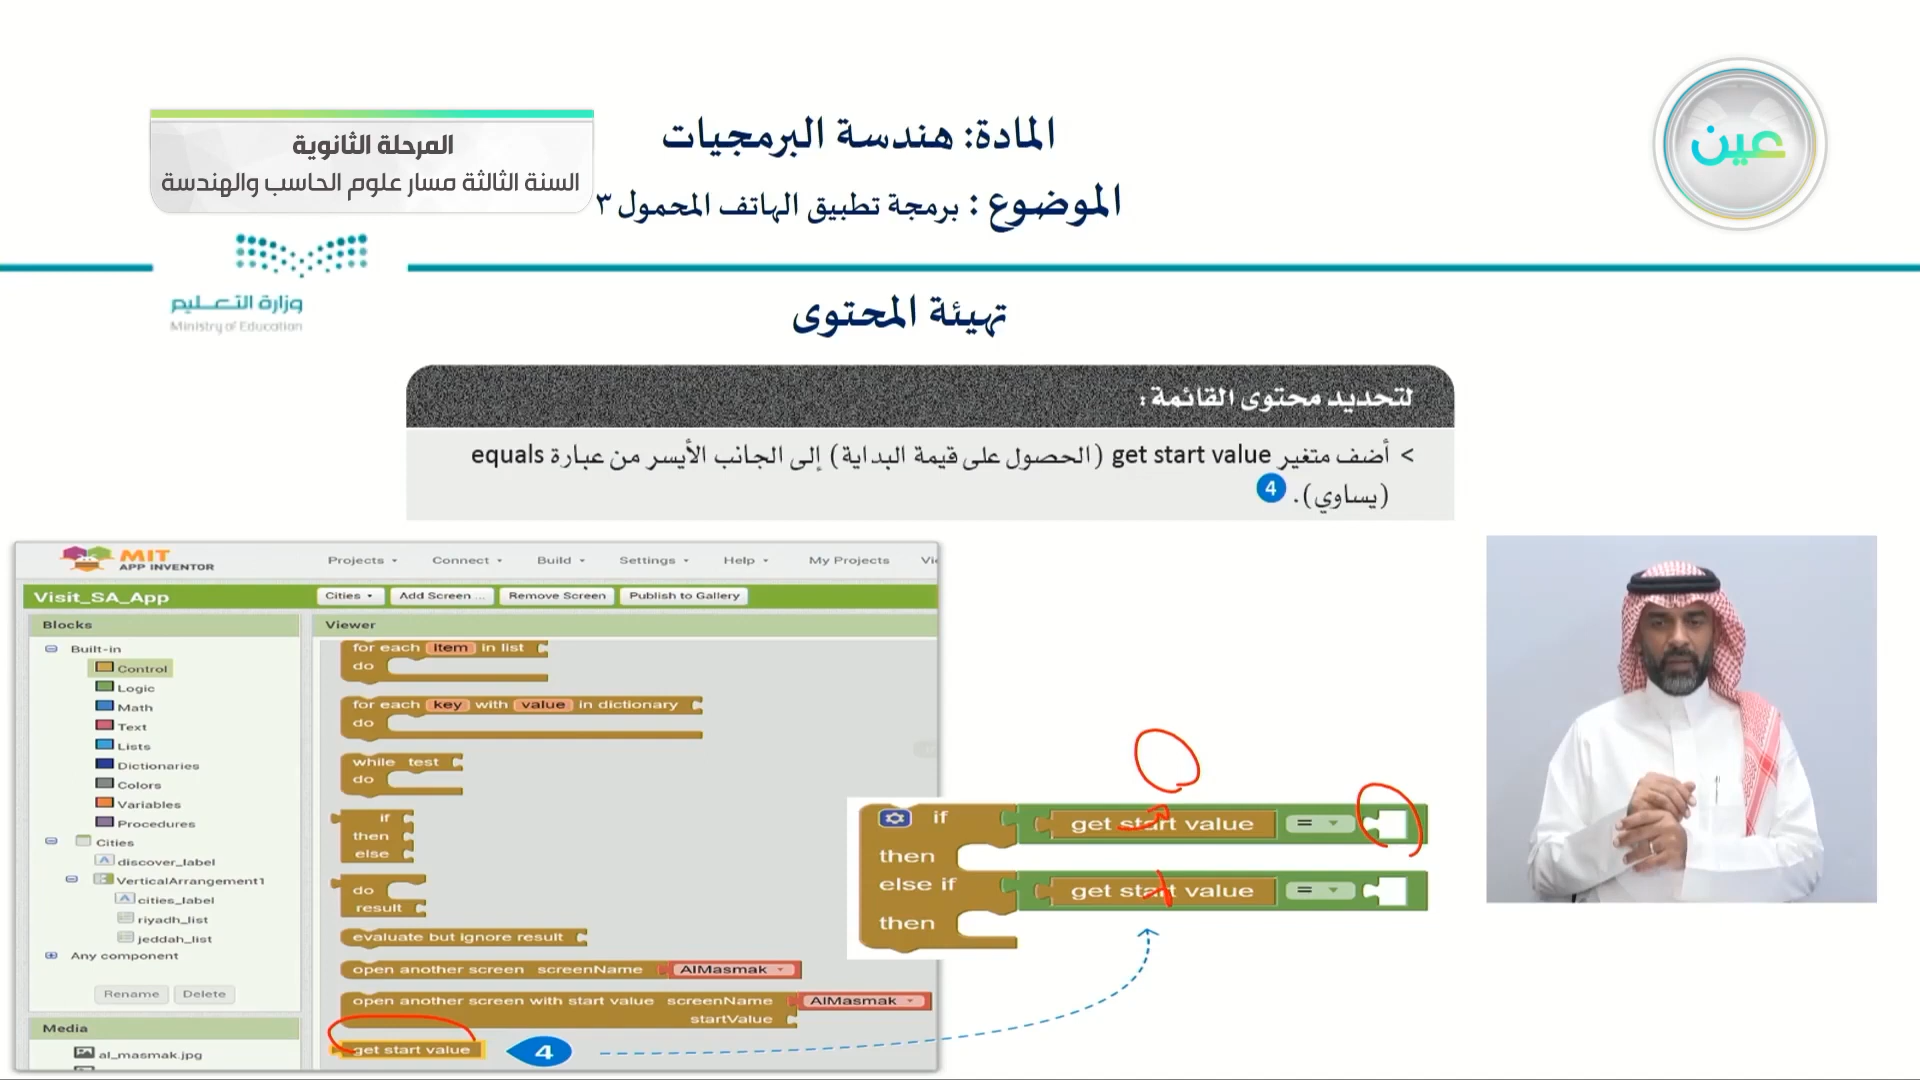 المادة: هندسة البرمجيات
الموضوع : برمجة تطبيق الهاتف المحمول ٣
المرحلة الثانوية
السنة الثالثة مسار علوم الحاسب والهندسة
عين
وزارة التعليم
Ministry of Education
تهيئة المحتوى
لتحديد محتوى القائمة:
> أضف متغير get start value (الحصول على قيمة البداية) إلى الجانب الأيسر من عبارة equals
(يساوي). 4
MIT
APP INVENTOR
Projects Connect Build Settings Help My Projects
Visit_SA_App
Cities Add Screen ... Remove Screen Publish to Gallery
Blocks
Built-in
Control
Logic
Math
Text
Lists
Dictionaries
Colors
Variables
Procedures
Cities
discover_label
VerticalArrangement1
cities_label
riyadh_list
jeddah_list
Any component
Rename Delete
Media
al_masmak.jpg
Viewer
for each item in list
do
for each key with value in dictionary
do
while test
do
if
then
else
do
result
evaluate but ignore result
open another screen screenName AlMasmak
open another screen with start value screenName AlMasmak
startValue
get start value
4
if get start value =
then
else if get start value =
then